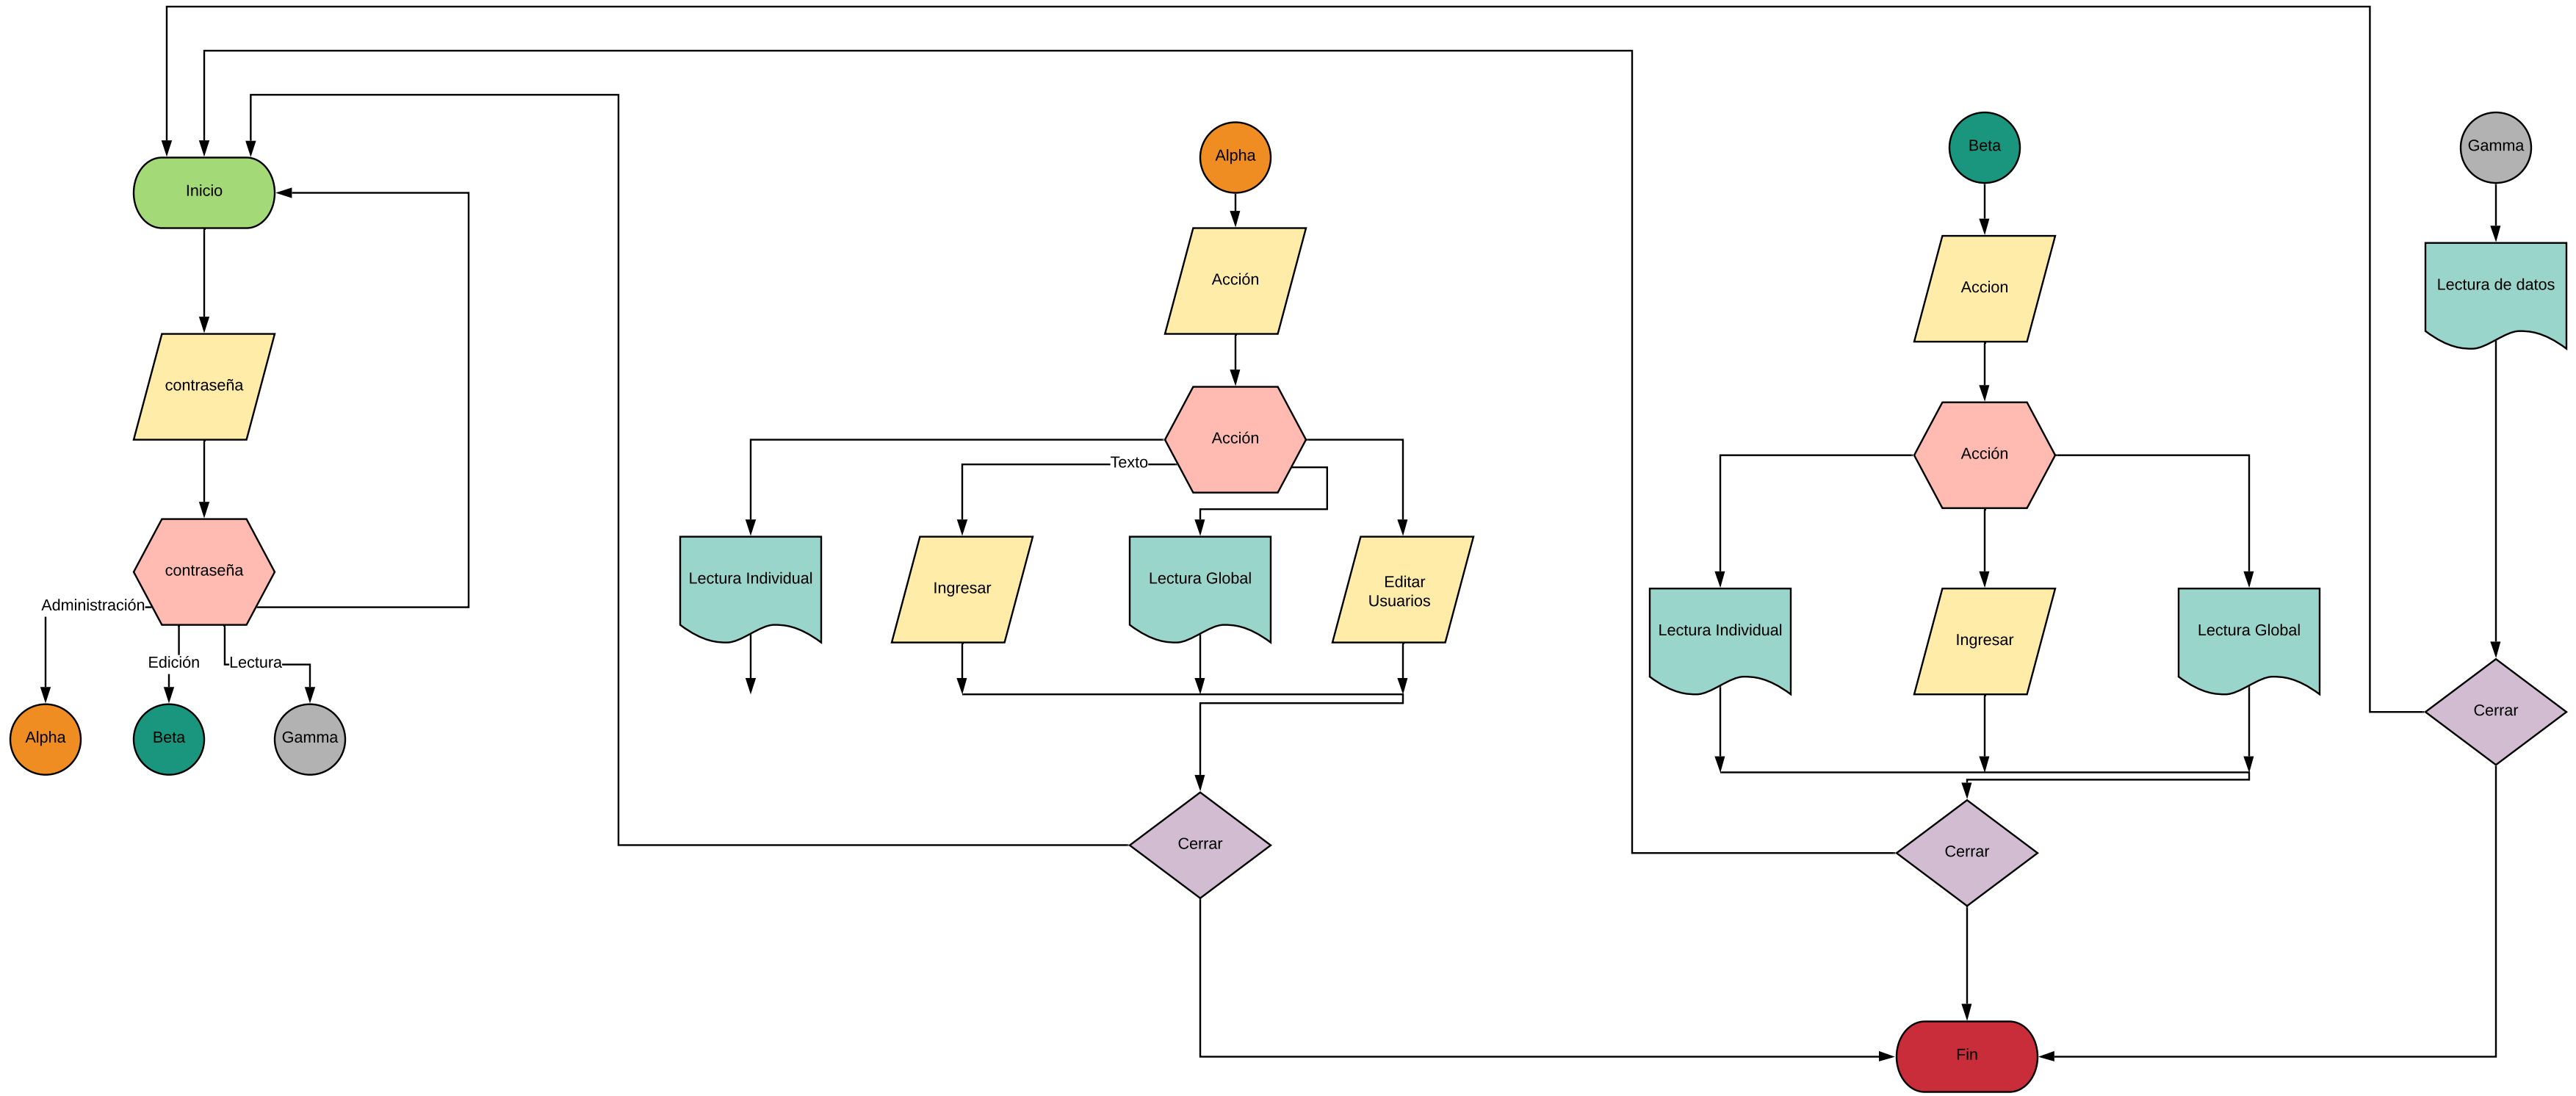 Inicio
contraseña
contraseña
Administración
Edición
Lectura
Alpha
Beta
Gamma
Alpha
Acción
Acción
Texto
Lectura Individual
Ingresar
Lectura Global
Editar
Usuarios
Cerrar
Beta
Accion
Acción
Lectura Individual
Ingresar
Lectura Global
Cerrar
Gamma
Lectura de datos
Cerrar
Fin